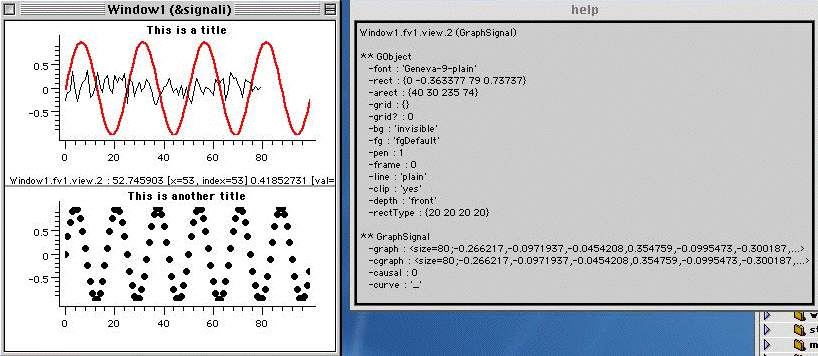 Window1 (&signali)
This is a title
0.5
0
-0.5
0
20
40
60
80
Window1.fv1.view.2 : 52.745903 [x=53, index=53] 0.41852731 [val=
This is another title
0.5
0
-0.5
0
20
40
60
80
help
Window1.fv1.view.2 (GraphSignal)
** GObject
-font : 'Geneva-9-plain'
-rect : {0 -0.363377 79 0.73737}
-arect : {40 30 235 74}
-grid : {}
-grid? : 0
-bg : 'invisible'
-fg : 'fgDefault'
-pen : 1
-frame : 0
-line : 'plain'
-clip : 'yes'
-depth : 'front'
-rectType : {20 20 20 20}
** GraphSignal
-graph : <size=80;-0.266217,-0.0971937,-0.0454208,0.354759,-0.0995473,-0.300187,...>
-cgraph : <size=80;-0.266217,-0.0971937,-0.0454208,0.354759,-0.0995473,-0.300187,...>
-causal : 0
-curve : '_'
st
m